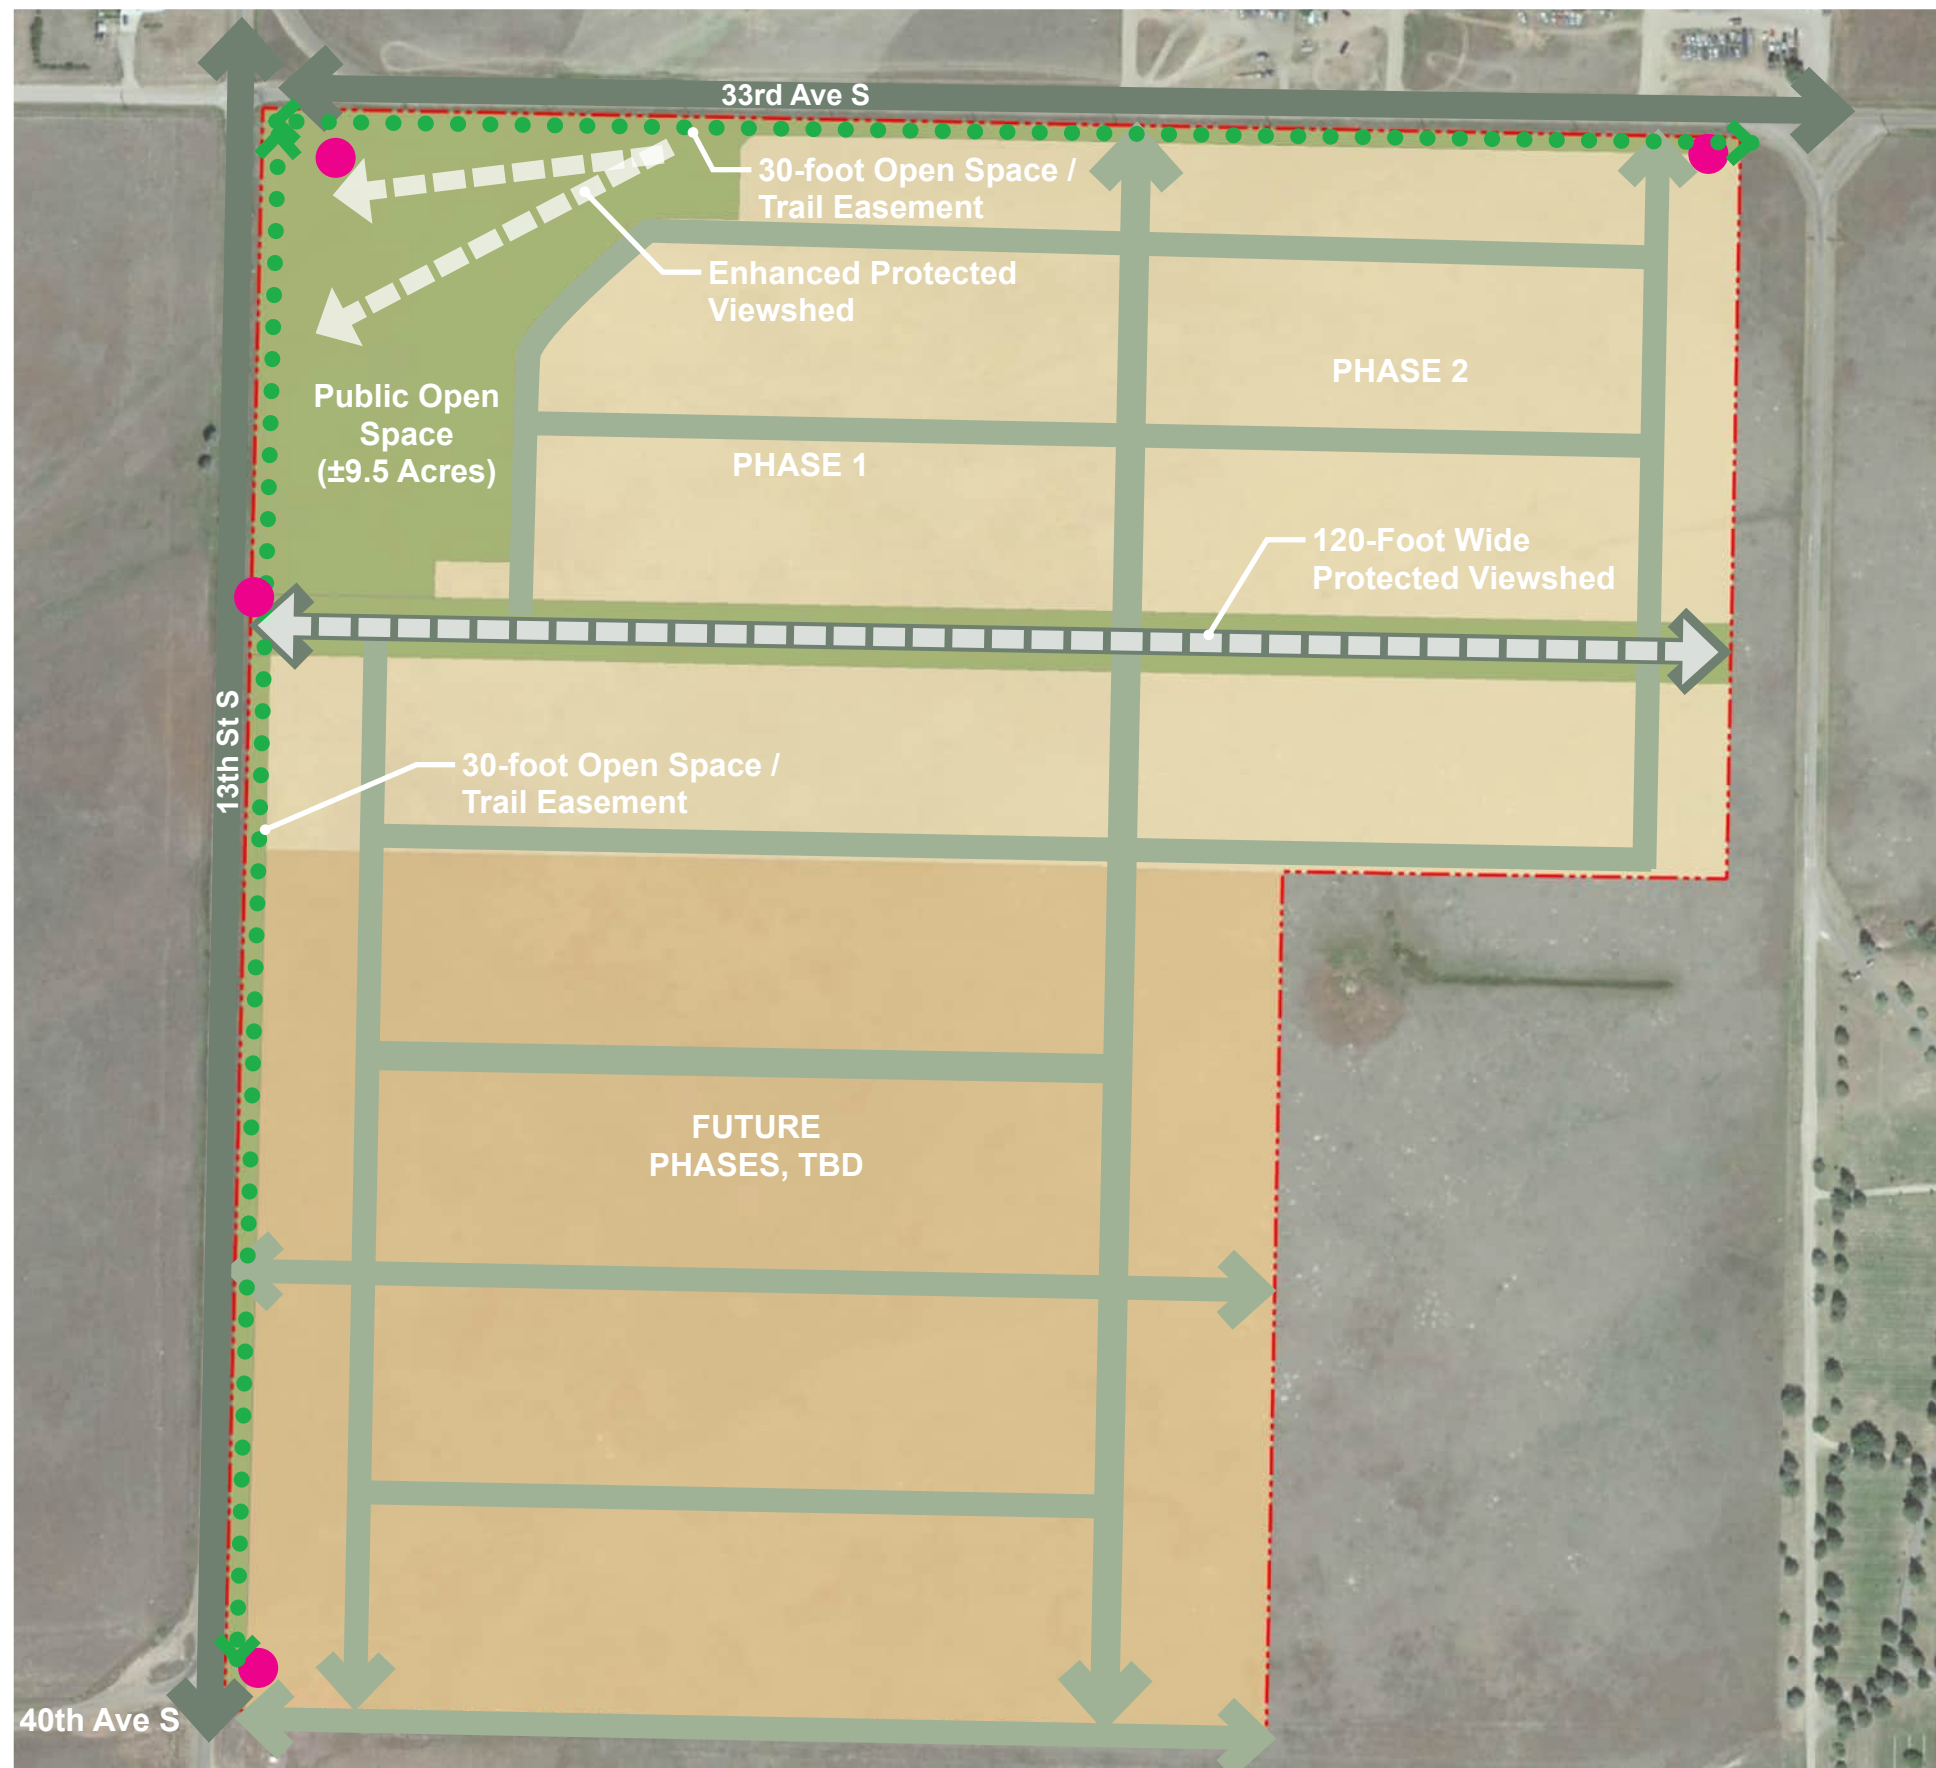 33rd Ave S
30-foot Open Space /
Trail Easement
Enhanced Protected
Viewshed
PHASE 2
Public Open
Space
(±9.5 Acres)
PHASE 1
120-Foot Wide
Protected Viewshed
13th St S
30-foot Open Space /
Trail Easement
FUTURE
PHASES, TBD
40th Ave S